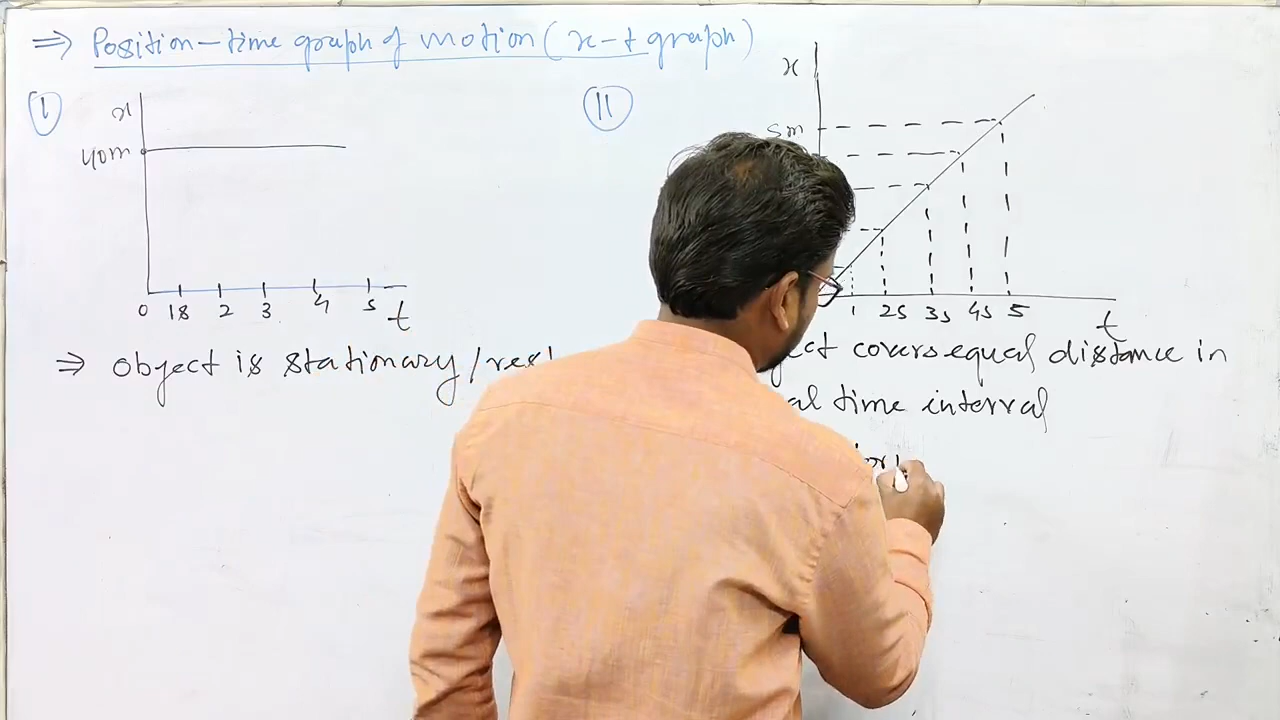 ⇒ Position-time graph of motion (x-t graph)
I
x
40m
0 1s 2 3 4 5 t
⇒ Object is stationary/rest
II
x
5m
1 2s 3s 4s 5 t
covers equal distance in
time interval